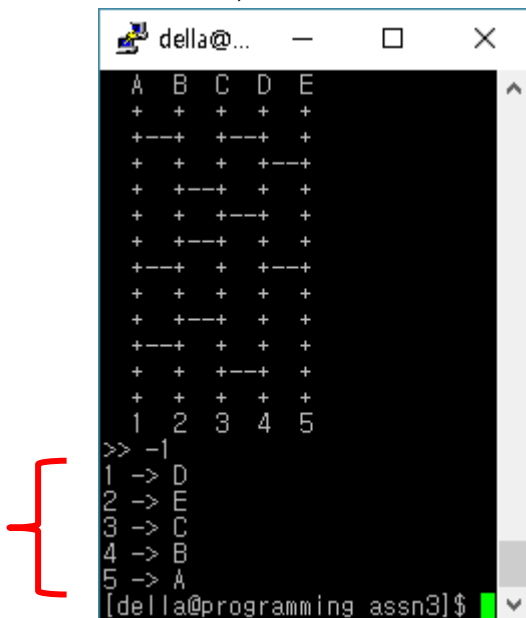 della@...
A B C D E
+ + + + +
+--+ +--+ +
+ + + +--+
+ +--+ + +
+ + +--+ +
+ +--+ + +
+--+ + +--+
+ + + + +
+ +--+ + +
+--+ + + +
+ + +--+ +
+ + + + +
1 2 3 4 5
>> -1
1 -> D
2 -> E
3 -> C
4 -> B
5 -> A
[della@programming assn3]$